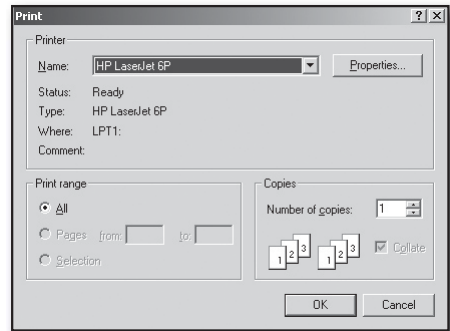 Print
Printer
Name: HP LaserJet 6P Properties...
Status: Ready
Type: HP LaserJet 6P
Where: LPT1:
Comment:
Print range
All
Pages from: to:
Selection
Copies
Number of copies: 1
1 2 3 1 2 3 Collate
OK Cancel